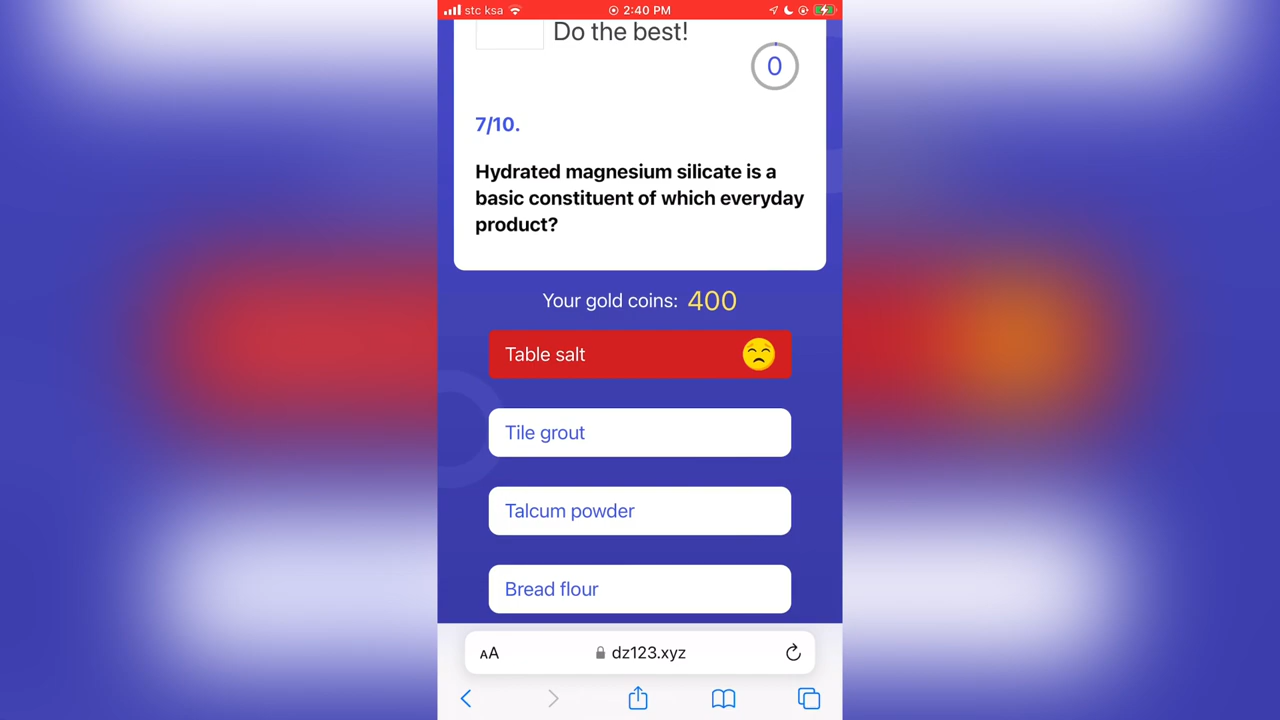 stc ksa
2:40 PM
Do the best!
0
7/10.
Hydrated magnesium silicate is a
basic constituent of which everyday
product?
Your gold coins: 400
Table salt
Tile grout
Talcum powder
Bread flour
AA
dz123.xyz